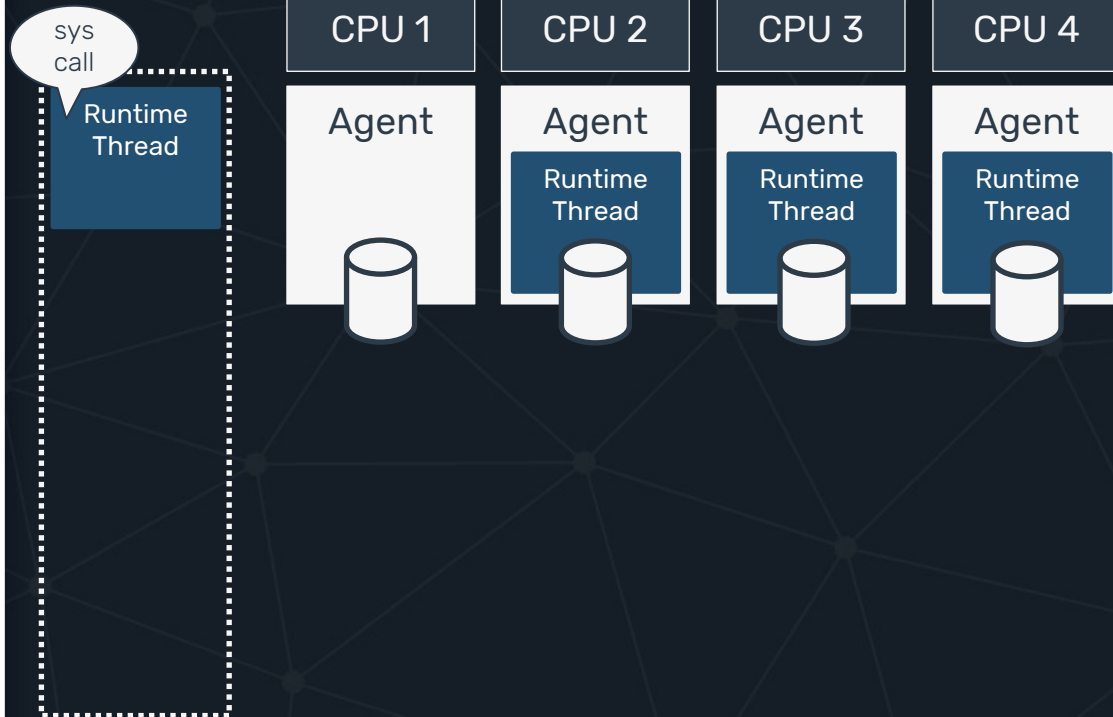 sys
call
Runtime
Thread
CPU 1
CPU 2
CPU 3
CPU 4
Agent
Agent
Agent
Agent
Runtime
Thread
Runtime
Thread
Runtime
Thread